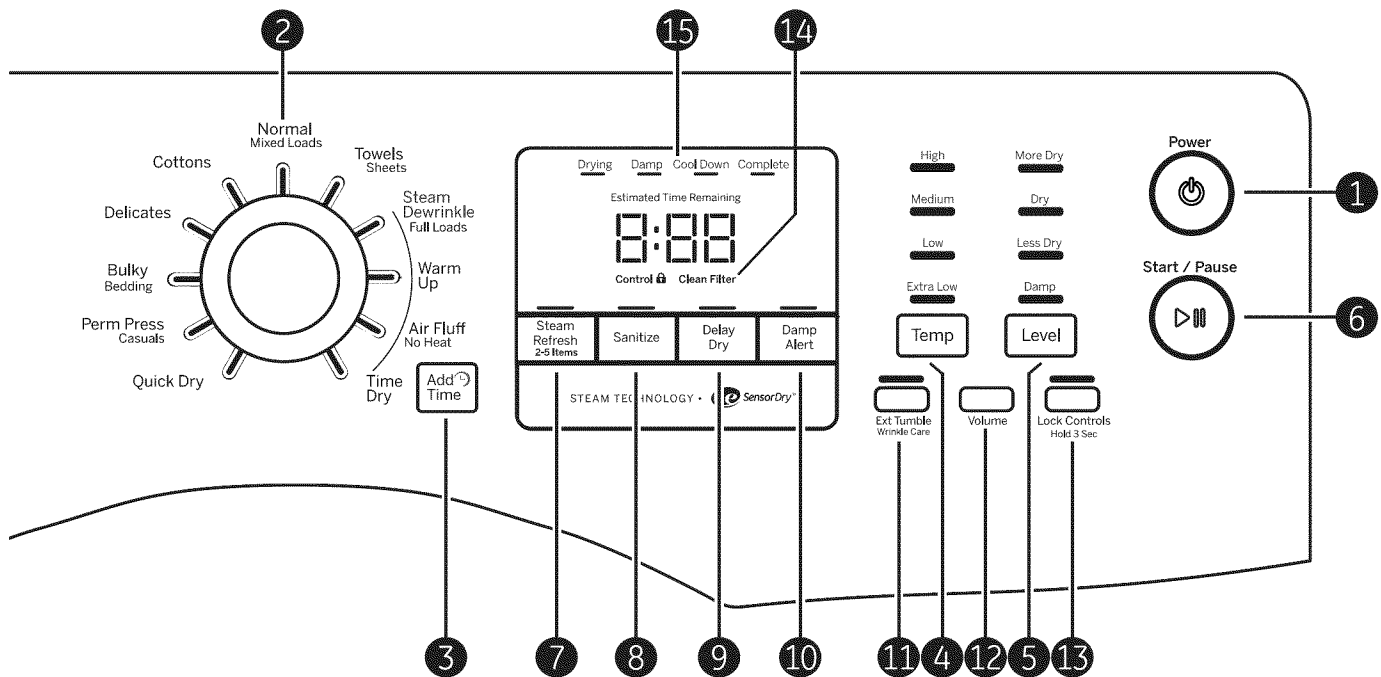 2
15
14
Normal
Mixed Loads
Cottons
Towels
Sheets
Delicates
Steam
Dewrinkle
Full Loads
Bulky
Bedding
Warm
Up
Perm Press
Casuals
Air Fluff
No Heat
Quick Dry
Time
Dry
Add
Time
Drying Damp Cool Down Complete
Estimated Time Remaining
8:88
Control Clean Filter
Steam
Refresh
2-5 Items
Sanitize
Delay
Dry
Damp
Alert
STEAM TECHNOLOGY • SensorDry™
High
Medium
Low
Extra Low
Temp
More Dry
Dry
Less Dry
Damp
Level
Ext Tumble
Wrinkle Care
Volume
Lock Controls
Hold 3 Sec
Power
1
Start / Pause
6
3
7
8
9
10
11
4
12
5
13